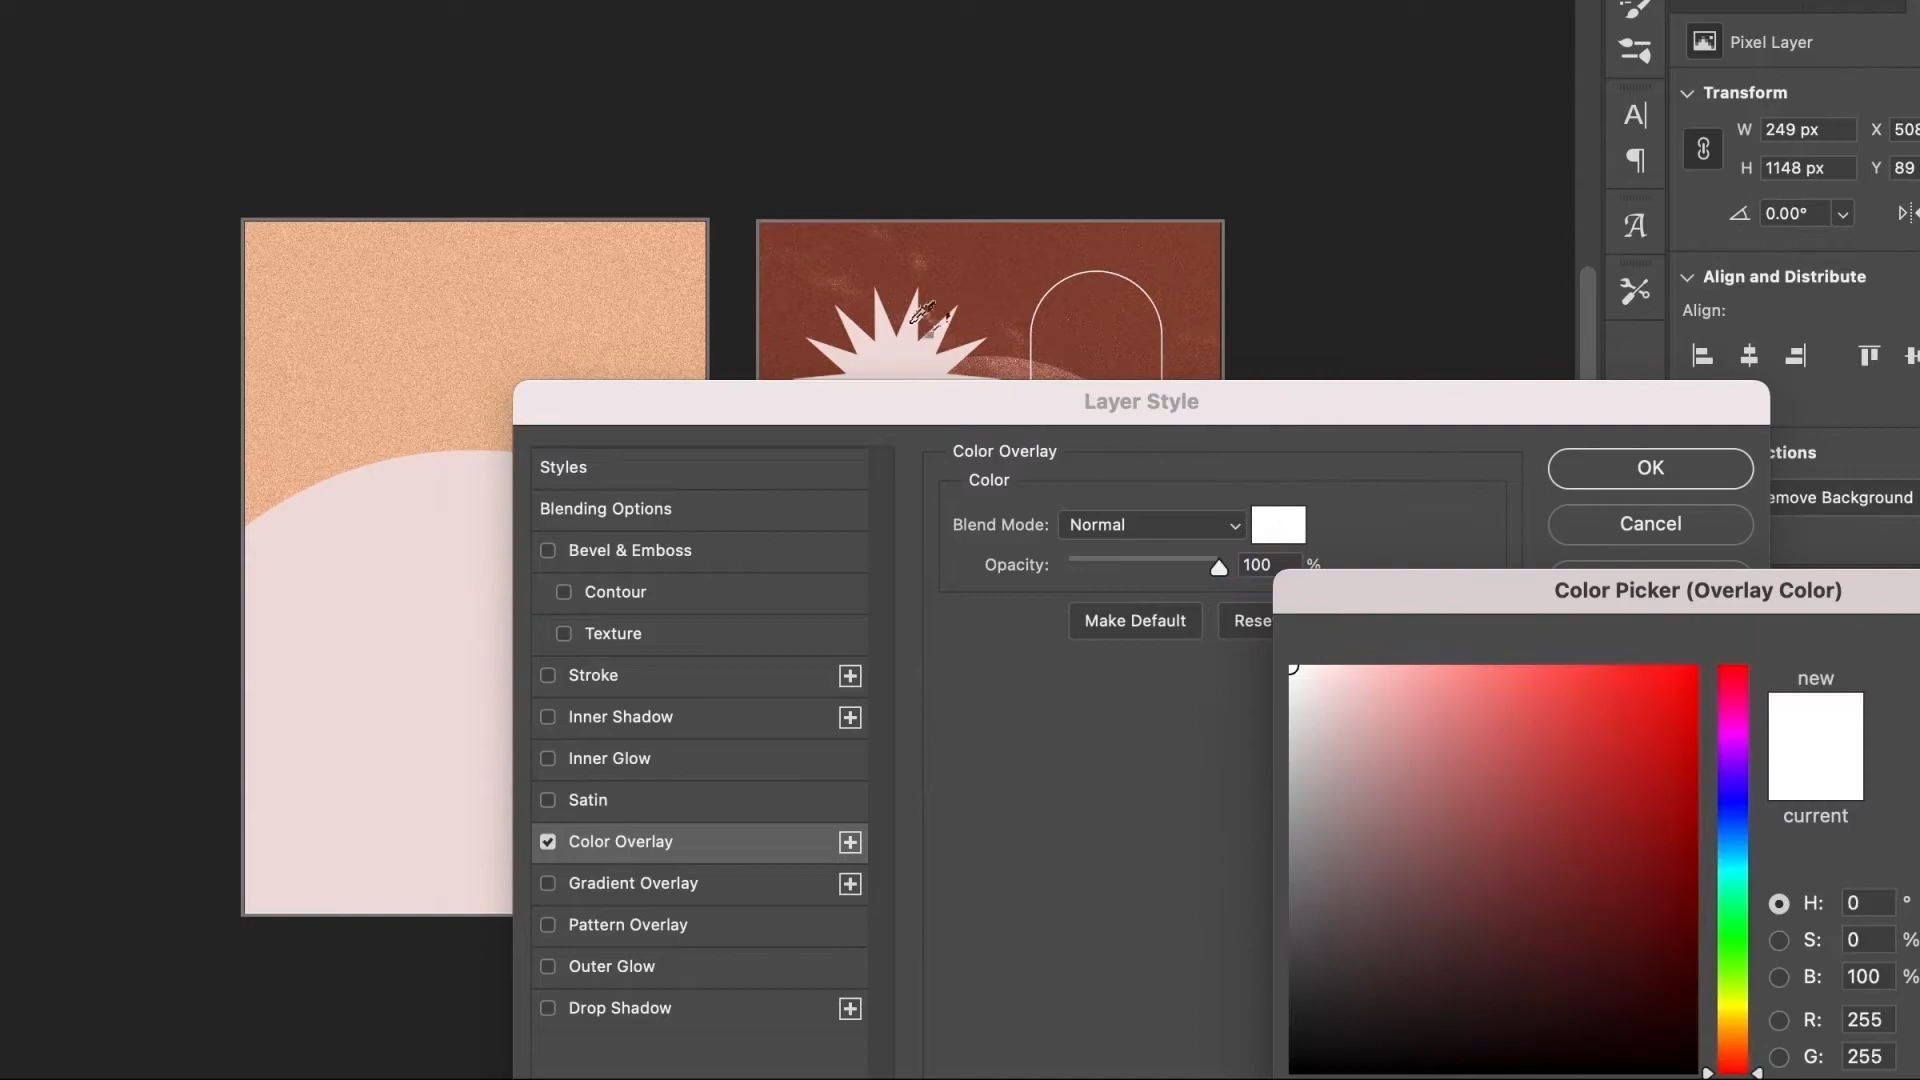 Pixel Layer
Transform
W 249 px X 508
H 1148 px Y 89
0.00°
Align and Distribute
Align:
Layer Style
Styles
Blending Options
Bevel & Emboss
Contour
Texture
Stroke
Inner Shadow
Inner Glow
Satin
Color Overlay
Gradient Overlay
Pattern Overlay
Outer Glow
Drop Shadow
Color Overlay
Color
Blend Mode: Normal
Opacity: 100 %
Make Default Rese
OK
Cancel
ctions
emove Background
Color Picker (Overlay Color)
new
current
H: 0 °
S: 0 %
B: 100 %
R: 255
G: 255